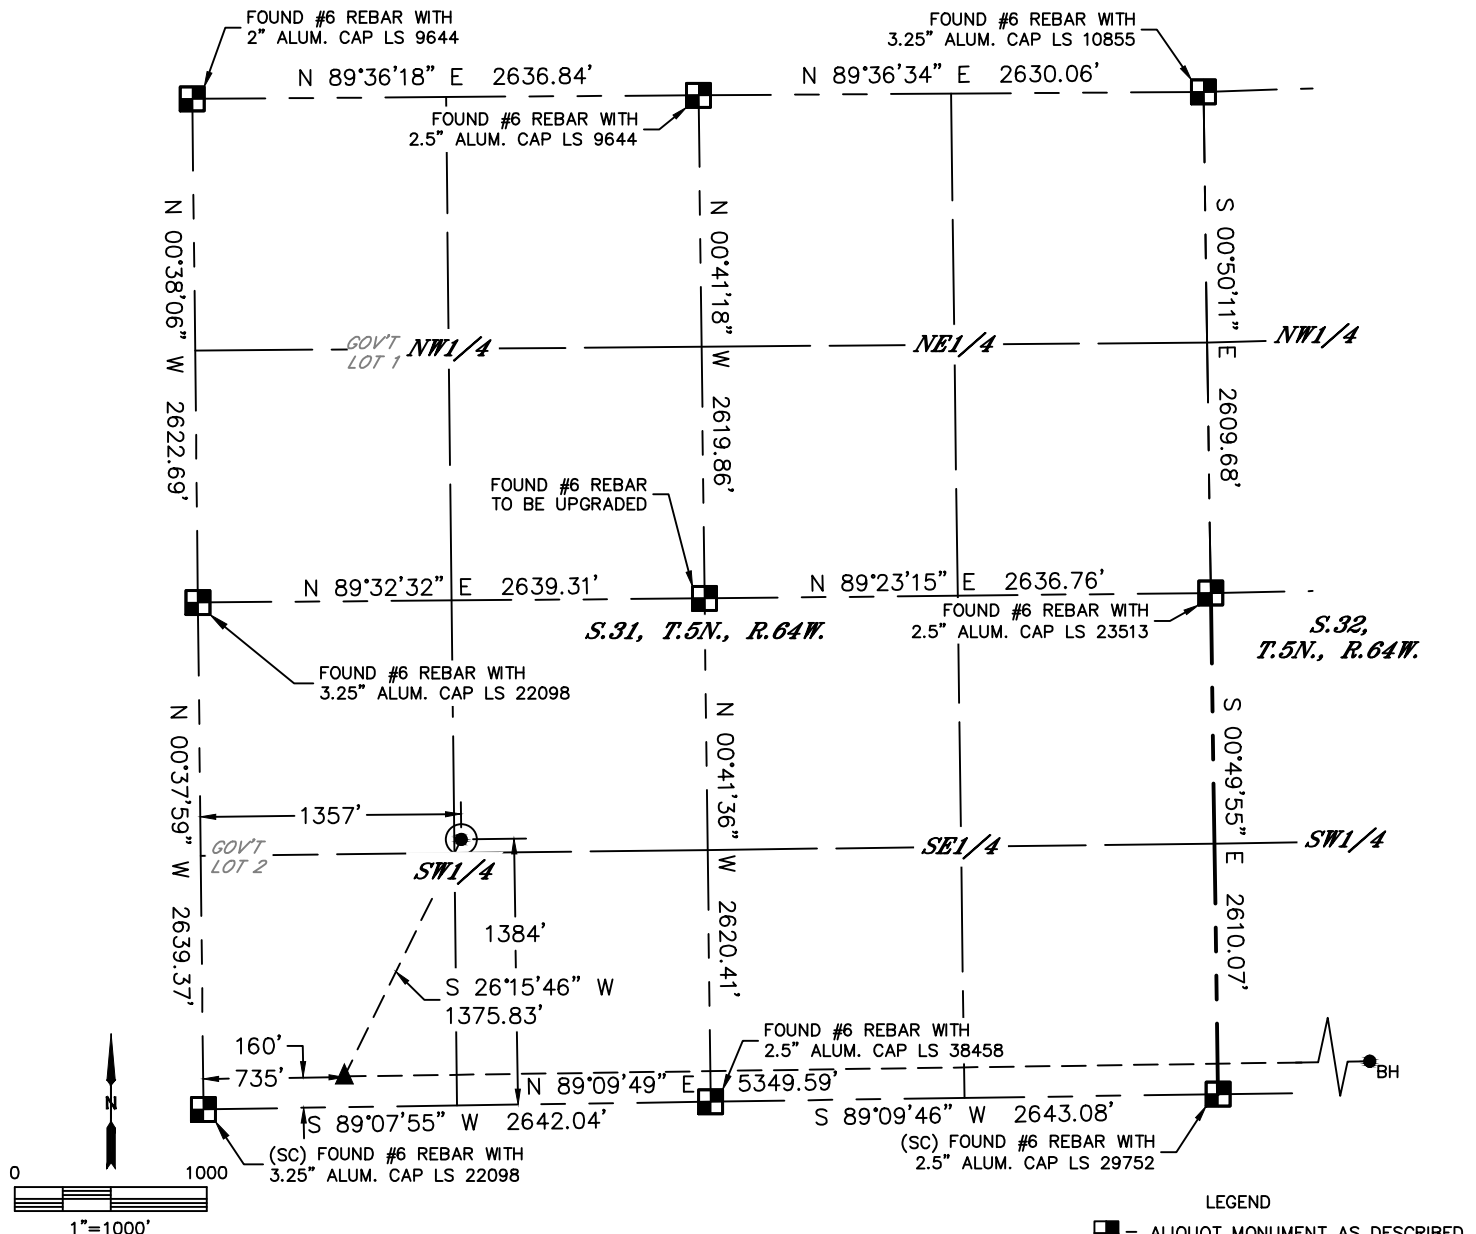 FOUND #6 REBAR WITH
2" ALUM. CAP LS 9644
FOUND #6 REBAR WITH
3.25" ALUM. CAP LS 10855
N 89°36'18" E 2636.84'
N 89°36'34" E 2630.06'
FOUND #6 REBAR WITH
2.5" ALUM. CAP LS 9644
N 00°38'06" W 2622.69'
N 00°41'18" W 2619.86'
S 00°50'11" E 2609.68'
GOV'T
LOT 1
NW1/4
NE1/4
NW1/4
FOUND #6 REBAR
TO BE UPGRADED
N 89°32'32" E 2639.31'
N 89°23'15" E 2636.76'
FOUND #6 REBAR WITH
2.5" ALUM. CAP LS 23513
S.31, T.5N., R.64W.
S.32,
T.5N., R.64W.
FOUND #6 REBAR WITH
3.25" ALUM. CAP LS 22098
N 00°37'59" W 2639.37'
N 00°41'36" W 2620.41'
S 00°49'55" E 2610.07'
1357'
GOV'T
LOT 2
SW1/4
SE1/4
SW1/4
1384'
S 26°15'46" W
1375.83'
160'
735'
FOUND #6 REBAR WITH
2.5" ALUM. CAP LS 38458
BH
N 89°09'49" E 5349.59'
S 89°07'55" W 2642.04'
S 89°09'46" W 2643.08'
N
(SC) FOUND #6 REBAR WITH
3.25" ALUM. CAP LS 22098
(SC) FOUND #6 REBAR WITH
2.5" ALUM. CAP LS 29752
0 1000
1"=1000'
LEGEND
= ALIQUOT MONUMENT AS DESCRIBED